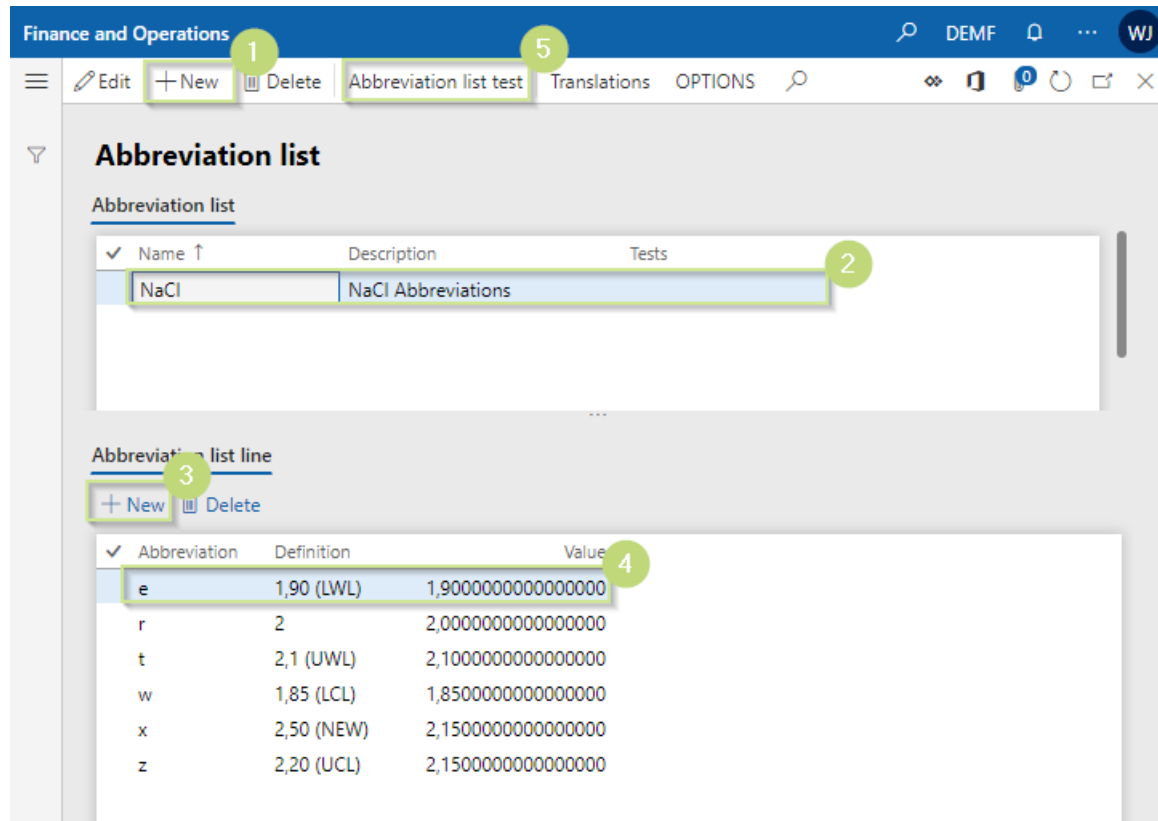 Finance and Operations DEMF ... WJ
1 5
Edit New Delete Abbreviation list test Translations OPTIONS 0
Abbreviation list
Abbreviation list
Name ↑ Description Tests
2
NaCl NaCl Abbreviations
Abbreviation list line
3
New Delete
Abbreviation Definition Value
4
e 1,90 (LWL) 1,9000000000000000
r 2 2,0000000000000000
t 2,1 (UWL) 2,1000000000000000
w 1,85 (LCL) 1,8500000000000000
x 2,50 (NEW) 2,1500000000000000
z 2,20 (UCL) 2,1500000000000000